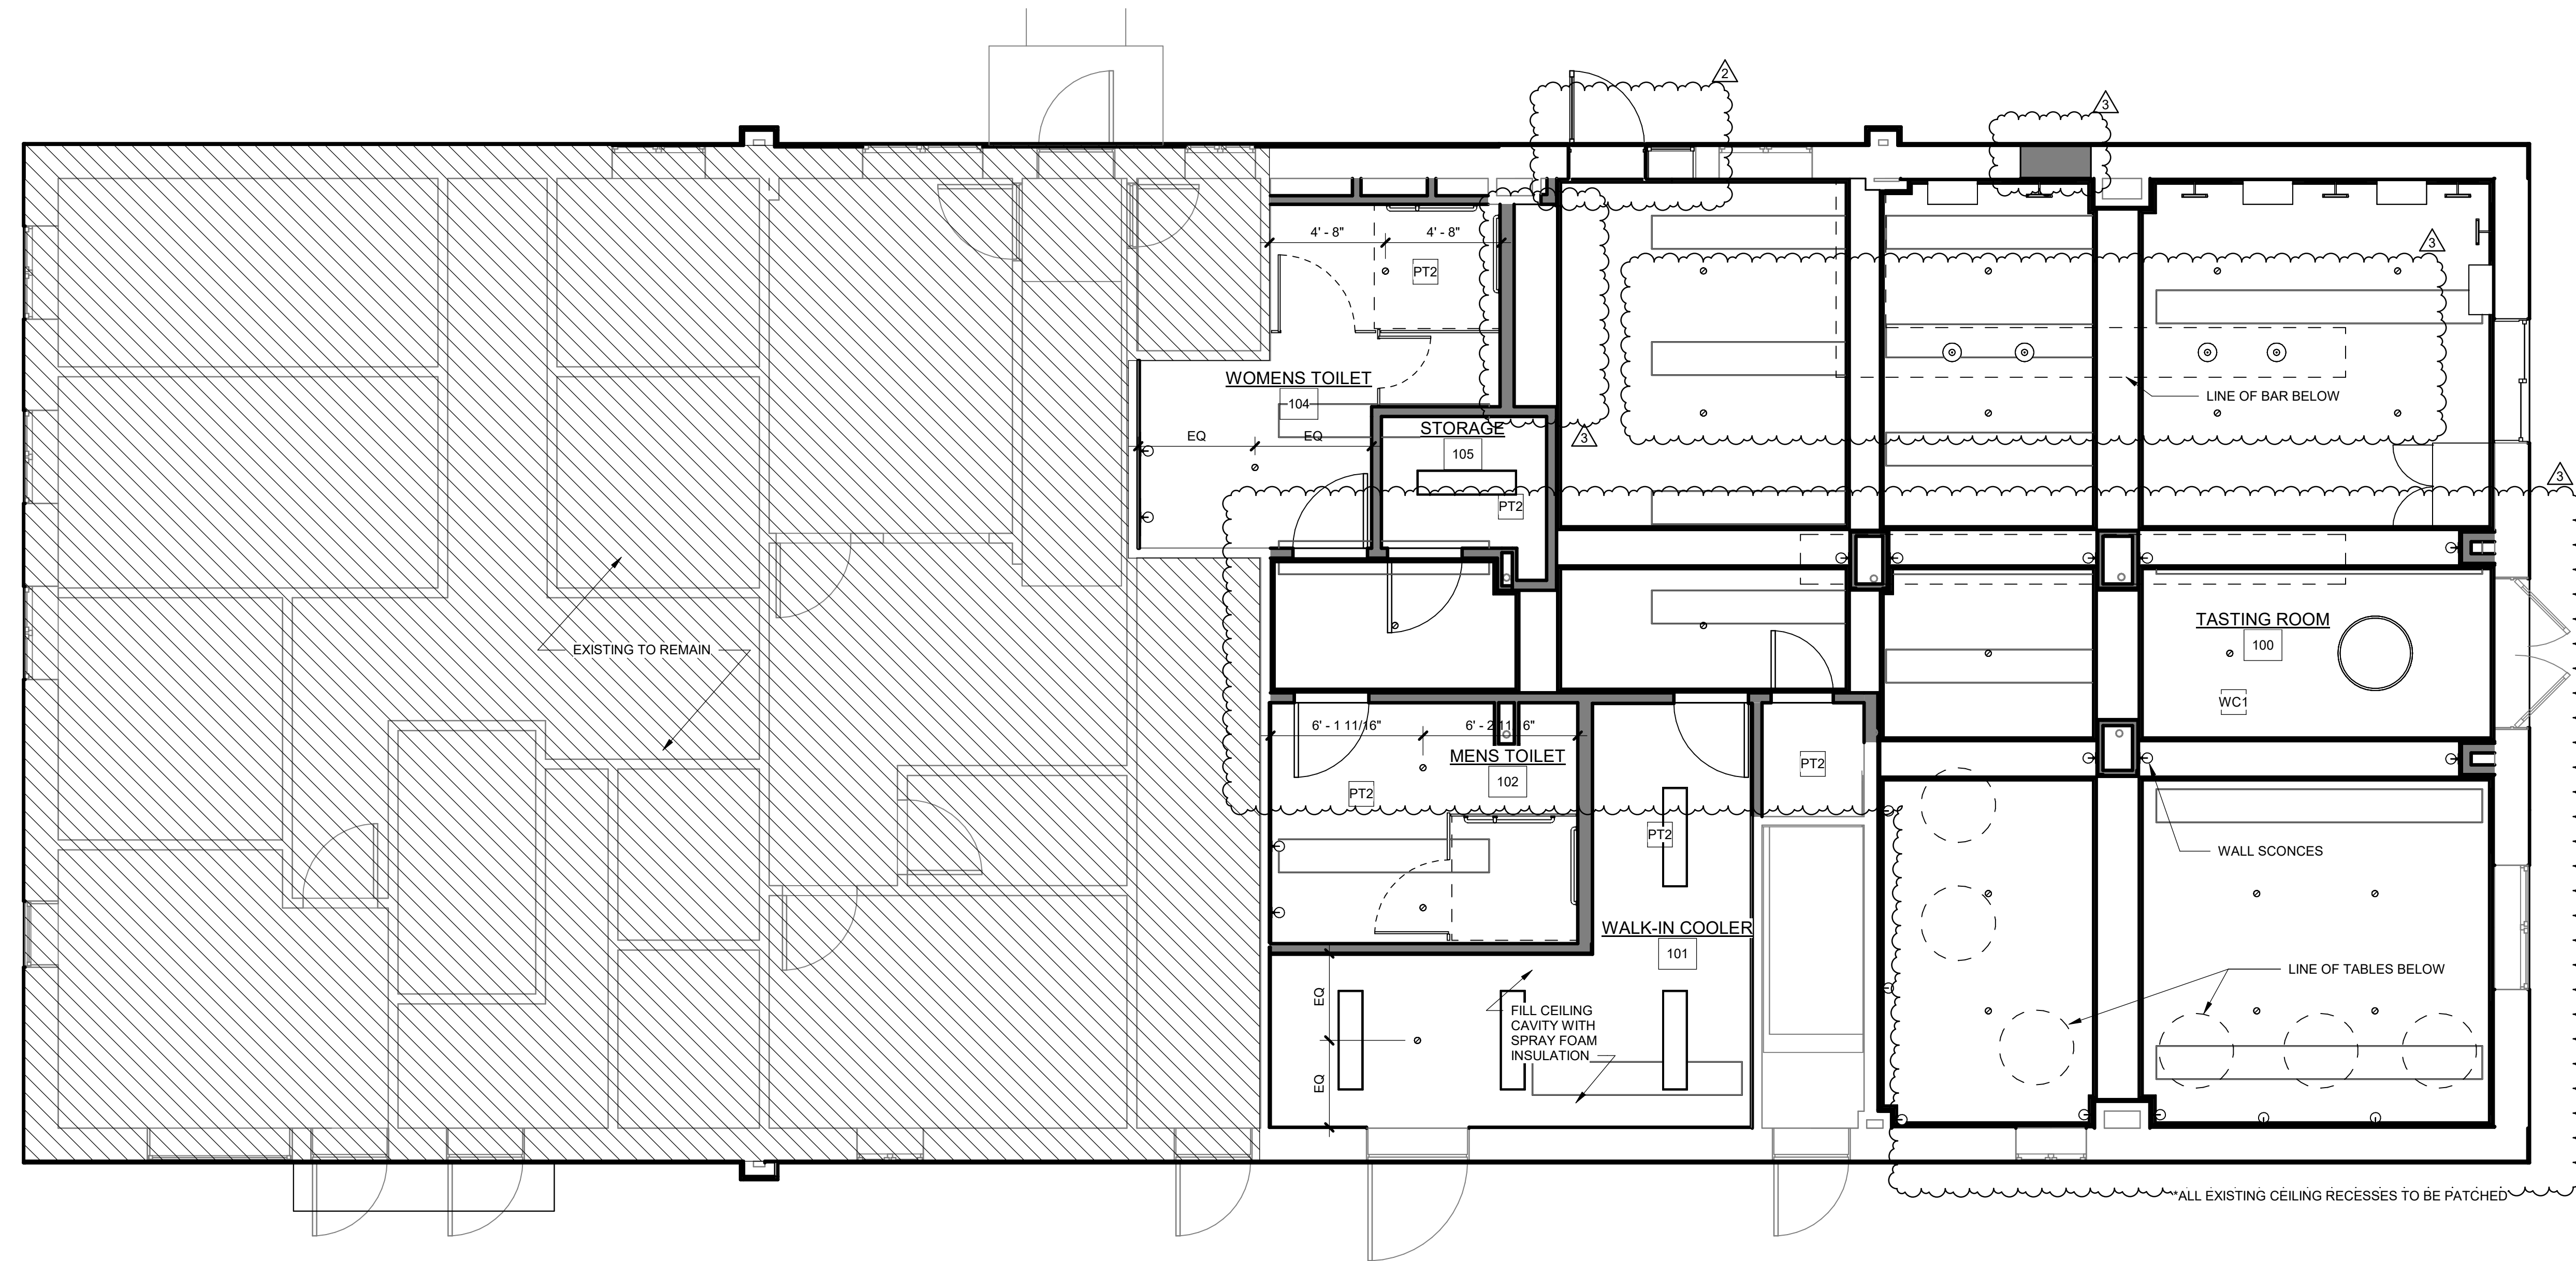 2
3
4' - 8" 4' - 8"
PT2
3
WOMENS TOILET
104
LINE OF BAR BELOW
EQ EQ
STORAGE
105
3
3
PT2
EXISTING TO REMAIN
TASTING ROOM
100
WC1
6' - 1 11/16"
MENS TOILET
102
PT2
PT2
PT2
WALL SCONCES
WALK-IN COOLER
101
LINE OF TABLES BELOW
EQ
FILL CEILING
CAVITY WITH
SPRAY FOAM
INSULATION
EQ
*ALL EXISTING CEILING RECESSES TO BE PATCHED